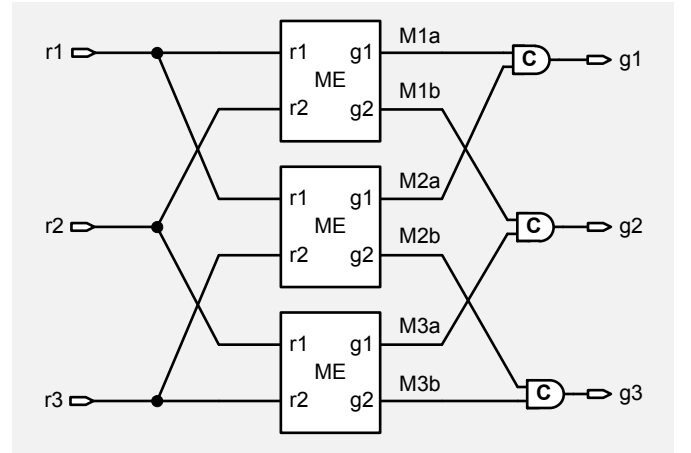 M1a
r1 r1 g1 C g1
ME
M1b
r2 g2
M2a
r1 g1
r2 ME C g2
M2b
r2 g2
M3a
r1 g1
ME
M3b
r3 r2 g2 C g3